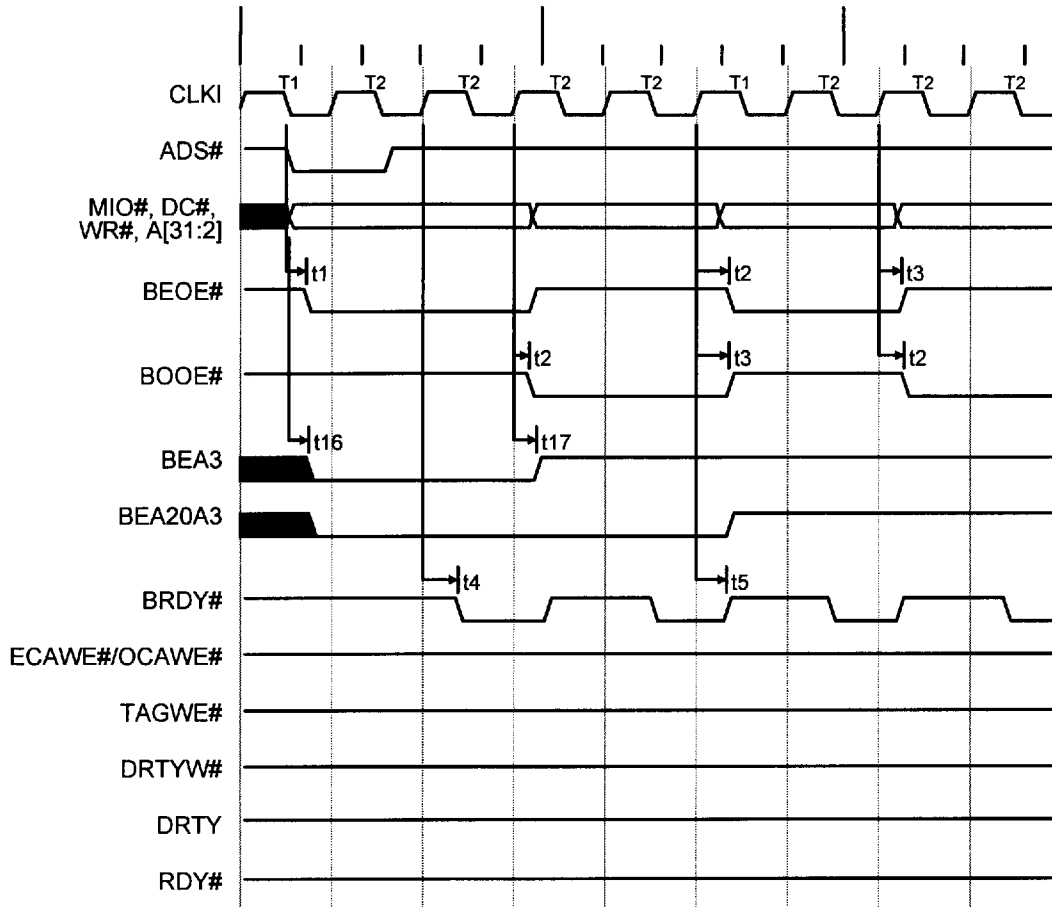 T1 T2 T2 T2 T2 T1 T2 T2 T2
CLKI
ADS#
MIO#, DC#,
WR#, A[31:2]
t1 t2 t3
BEOE#
t2 t3 t2
BOOE#
t16 t17
BEA3
BEA20A3
t4 t5
BRDY#
ECAWE#/OCAWE#
TAGWE#
DRTYW#
DRTY
RDY#